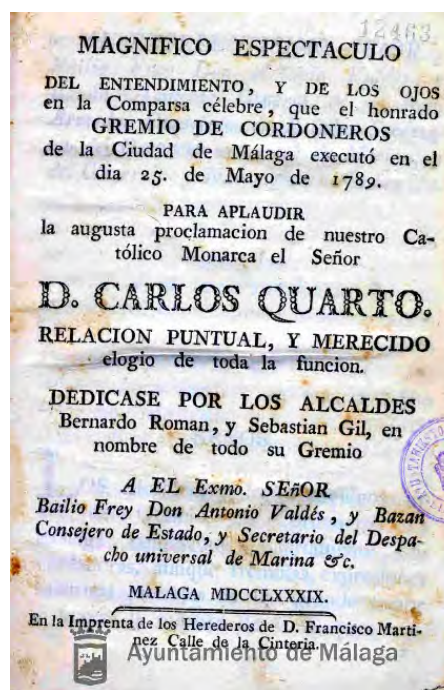 12463
MAGNIFICO ESPECTACULO
DEL ENTENDIMIENTO, Y DE LOS OJOS
en la Comparsa célebre, que el honrado
GREMIO DE CORDONEROS
de la Ciudad de Málaga executó en el
dia 25. de Mayo de 1789.
PARA APLAUDIR
la augusta proclamacion de nuestro Ca-
tólico Monarca el Señor
D. CARLOS QUARTO.
RELACION PUNTUAL, Y MERECIDO
elogio de toda la funcion.
DEDICASE POR LOS ALCALDES
Bernardo Roman, y Sebastian Gil, en
nombre de todo su Gremio
A EL Exmo. SEñOR
Bailio Frey Don Antonio Valdés, y Bazan
Consejero de Estado, y Secretario del Despa-
cho universal de Marina &c.
MALAGA MDCCLXXXIX.
En la Imprenta de los Herederos de D. Francisco Marti-
nez Calle de la Cinteria.
Ayuntamiento de Málaga